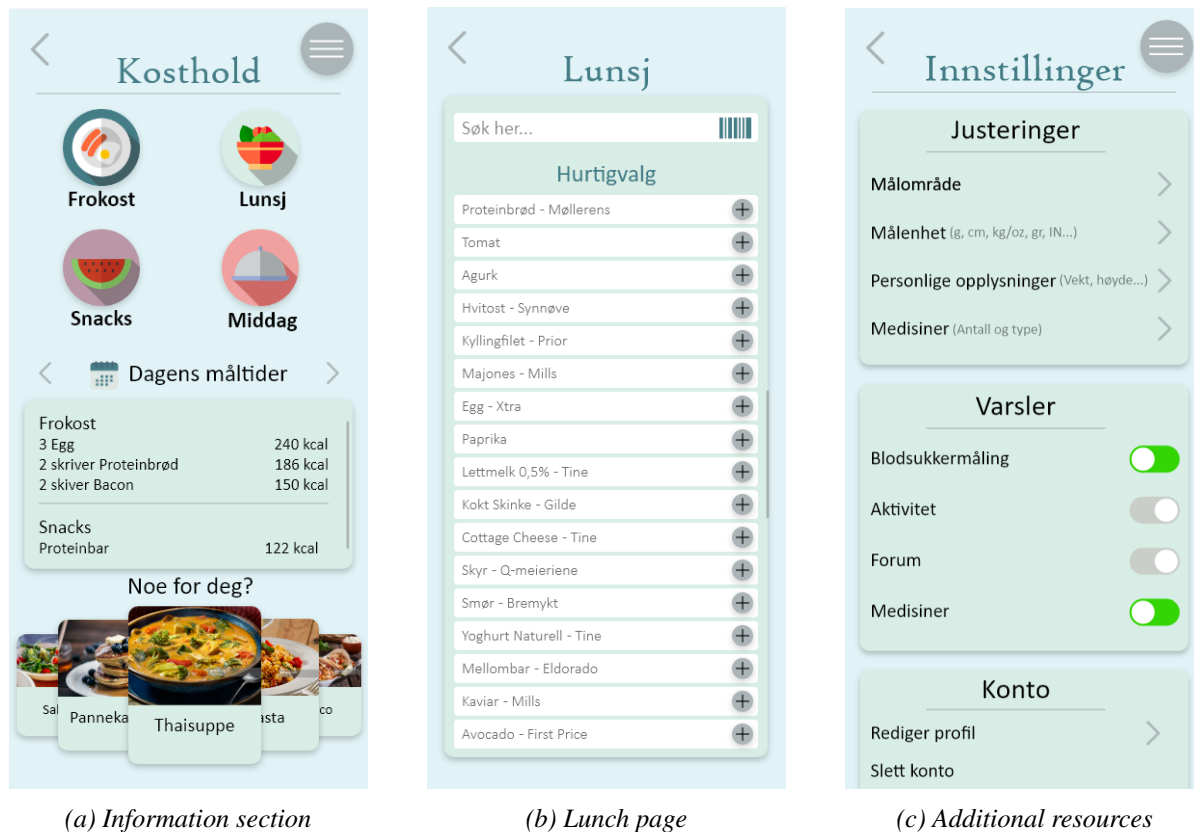 Kosthold
Frokost
Lunsj
Snacks
Middag
Dagens måltider
Frokost
3 Egg 240 kcal
2 skriver Proteinbrød 186 kcal
2 skiver Bacon 150 kcal
Snacks
Proteinbar 122 kcal
Noe for deg?
Sal
Panneka
Thaisuppe
asta
co
(a) Information section
Lunsj
Søk her...
Hurtigvalg
Proteinbrød - Møllerens
Tomat
Agurk
Hvitost - Synnøve
Kyllingfilet - Prior
Majones - Mills
Egg - Xtra
Paprika
Lettmelk 0,5% - Tine
Kokt Skinke - Gilde
Cottage Cheese - Tine
Skyr - Q-meieriene
Smør - Bremykt
Yoghurt Naturell - Tine
Mellombar - Eldorado
Kaviar - Mills
Avocado - First Price
(b) Lunch page
Innstillinger
Justeringer
Målområde
Målenhet (g, cm, kg/oz, gr, IN...)
Personlige opplysninger (Vekt, høyde...)
Medisiner (Antall og type)
Varsler
Blodsukkermåling
Aktivitet
Forum
Medisiner
Konto
Rediger profil
Slett konto
(c) Additional resources